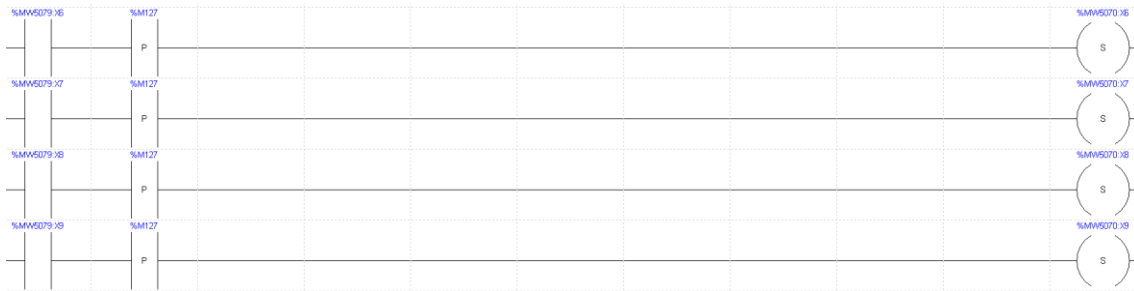 %MW5079:X6 %M127 %MW5070:X6
P S
%MW5079:X7 %M127 %MW5070:X7
P S
%MW5079:X8 %M127 %MW5070:X8
P S
%MW5079:X9 %M127 %MW5070:X9
P S